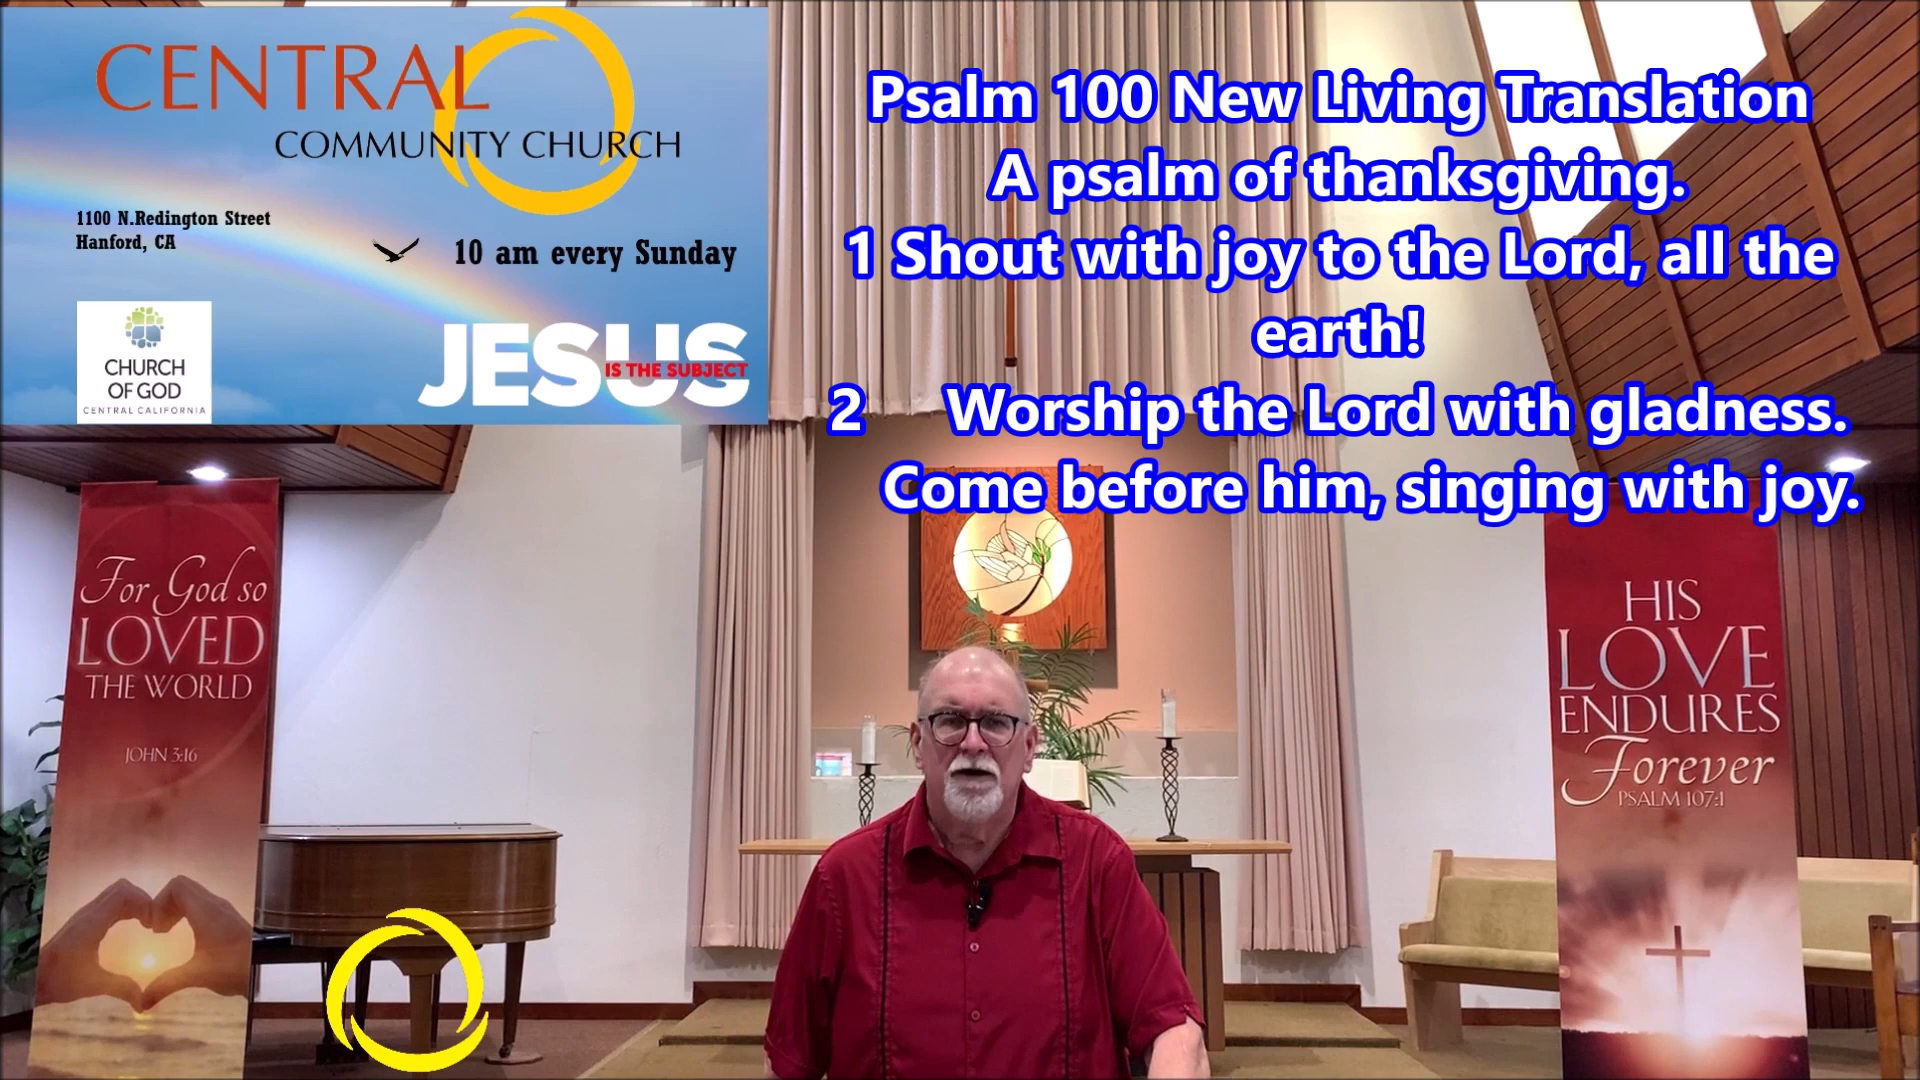 CENTRAL
COMMUNITY CHURCH
1100 N.Redington Street
Hanford, CA
10 am every Sunday
CHURCH
OF GOD
CENTRAL CALIFORNIA
JESUS
IS THE SUBJECT
Psalm 100 New Living Translation
A psalm of thanksgiving.
1 Shout with joy to the Lord, all the
earth!
2 Worship the Lord with gladness.
Come before him, singing with joy.
For God so
LOVED
THE WORLD
JOHN 3:16
HIS
LOVE
ENDURES
Forever
PSALM 107:1